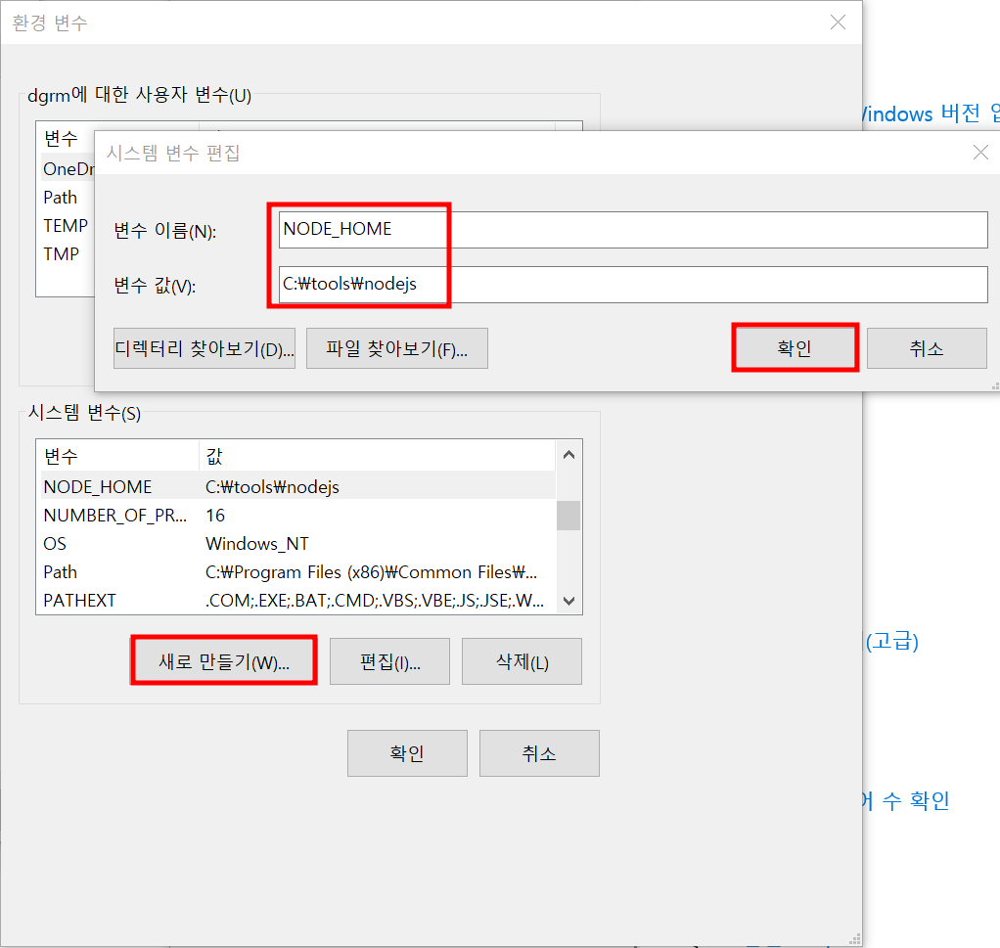 환경 변수
dgrm에 대한 사용자 변수(U)
Windows 버전
변수
OneDr
Path
TEMP
TMP
시스템 변수 편집
변수 이름(N):
NODE_HOME
변수 값(V):
C:₩tools₩nodejs
디렉터리 찾아보기(D)...
파일 찾아보기(F)...
확인
취소
시스템 변수(S)
변수 값
NODE_HOME C:₩tools₩nodejs
NUMBER_OF_PR... 16
OS Windows_NT
Path C:₩Program Files (x86)₩Common Files₩...
PATHEXT .COM;.EXE;.BAT;.CMD;.VBS;.VBE;.JS;.JSE;.W...
(고급)
새로 만들기(W)...
편집(I)...
삭제(L)
확인
취소
수 확인